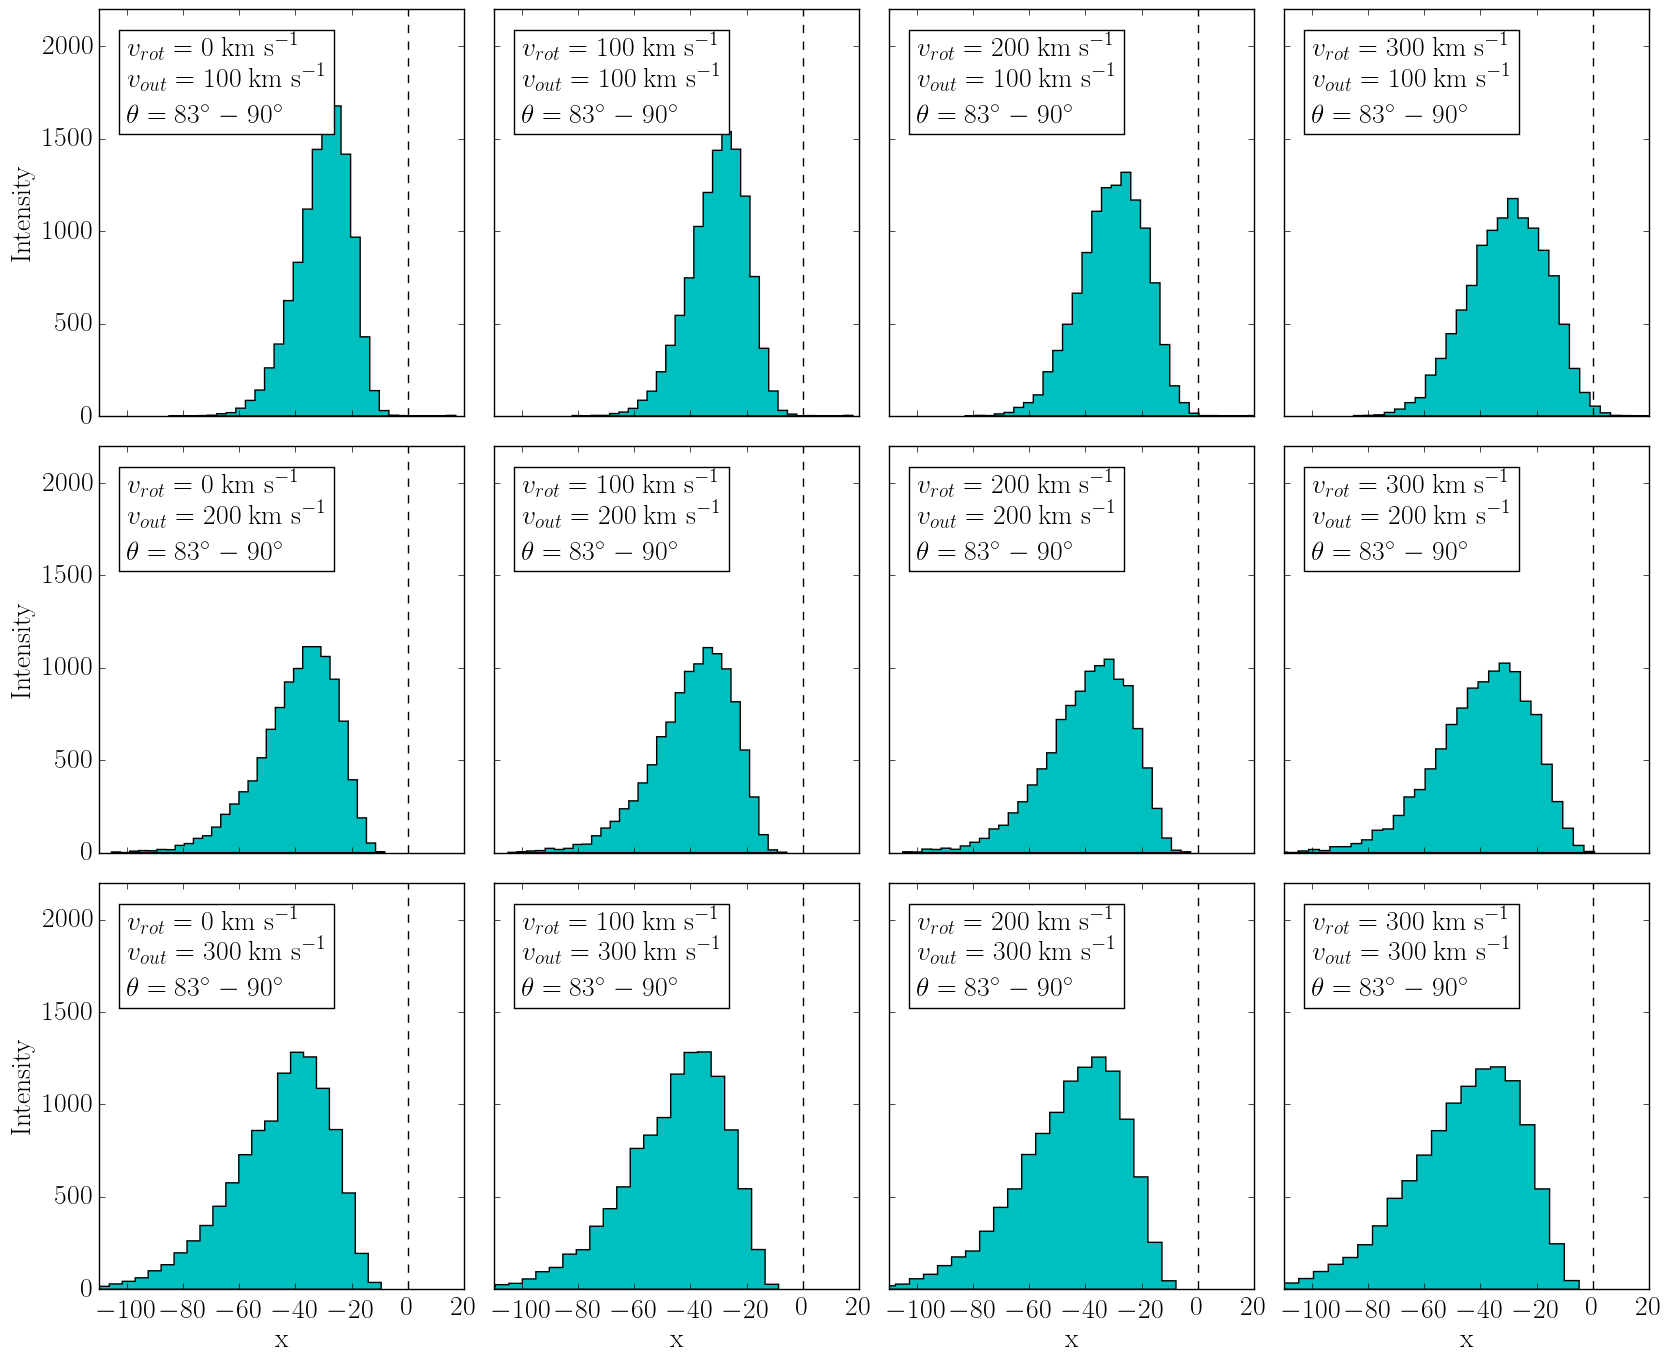 2000
1500
1000
500
0
Intensity
v_rot = 0 km s⁻¹
v_out = 100 km s⁻¹
θ = 83° − 90°
v_rot = 100 km s⁻¹
v_out = 100 km s⁻¹
θ = 83° − 90°
v_rot = 200 km s⁻¹
v_out = 100 km s⁻¹
θ = 83° − 90°
v_rot = 300 km s⁻¹
v_out = 100 km s⁻¹
θ = 83° − 90°
2000
1500
1000
500
0
Intensity
v_rot = 0 km s⁻¹
v_out = 200 km s⁻¹
θ = 83° − 90°
v_rot = 100 km s⁻¹
v_out = 200 km s⁻¹
θ = 83° − 90°
v_rot = 200 km s⁻¹
v_out = 200 km s⁻¹
θ = 83° − 90°
v_rot = 300 km s⁻¹
v_out = 200 km s⁻¹
θ = 83° − 90°
2000
1500
1000
500
0
Intensity
v_rot = 0 km s⁻¹
v_out = 300 km s⁻¹
θ = 83° − 90°
v_rot = 100 km s⁻¹
v_out = 300 km s⁻¹
θ = 83° − 90°
v_rot = 200 km s⁻¹
v_out = 300 km s⁻¹
θ = 83° − 90°
v_rot = 300 km s⁻¹
v_out = 300 km s⁻¹
θ = 83° − 90°
−100 −80 −60 −40 −20 0 20
x
−100 −80 −60 −40 −20 0 20
x
−100 −80 −60 −40 −20 0 20
x
−100 −80 −60 −40 −20 0 20
x